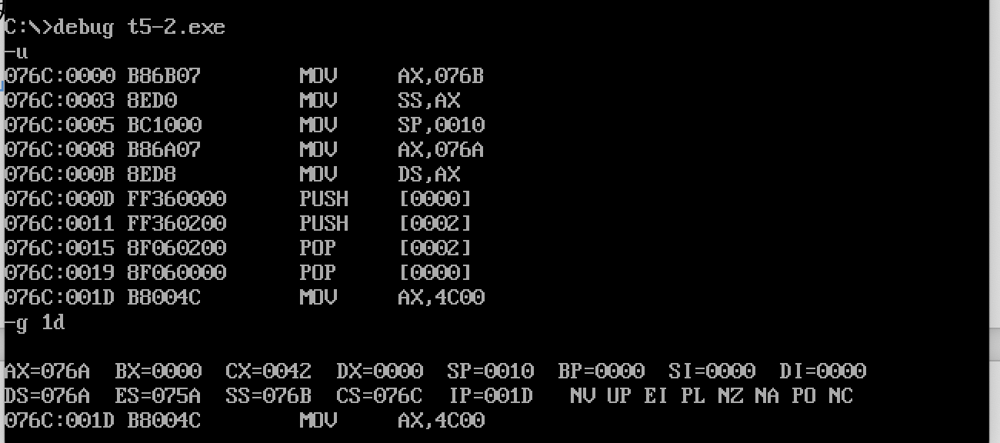 C:\>debug t5-2.exe
-u
076C:0000 B86B07 MOV AX,076B
076C:0003 8ED0 MOV SS,AX
076C:0005 BC1000 MOV SP,0010
076C:0008 B86A07 MOV AX,076A
076C:000B 8ED8 MOV DS,AX
076C:000D FF360000 PUSH [0000]
076C:0011 FF360200 PUSH [0002]
076C:0015 8F060200 POP [0002]
076C:0019 8F060000 POP [0000]
076C:001D B8004C MOV AX,4C00
-g 1d
AX=076A BX=0000 CX=0042 DX=0000 SP=0010 BP=0000 SI=0000 DI=0000
DS=076A ES=075A SS=076B CS=076C IP=001D NV UP EI PL NZ NA PO NC
076C:001D B8004C MOV AX,4C00